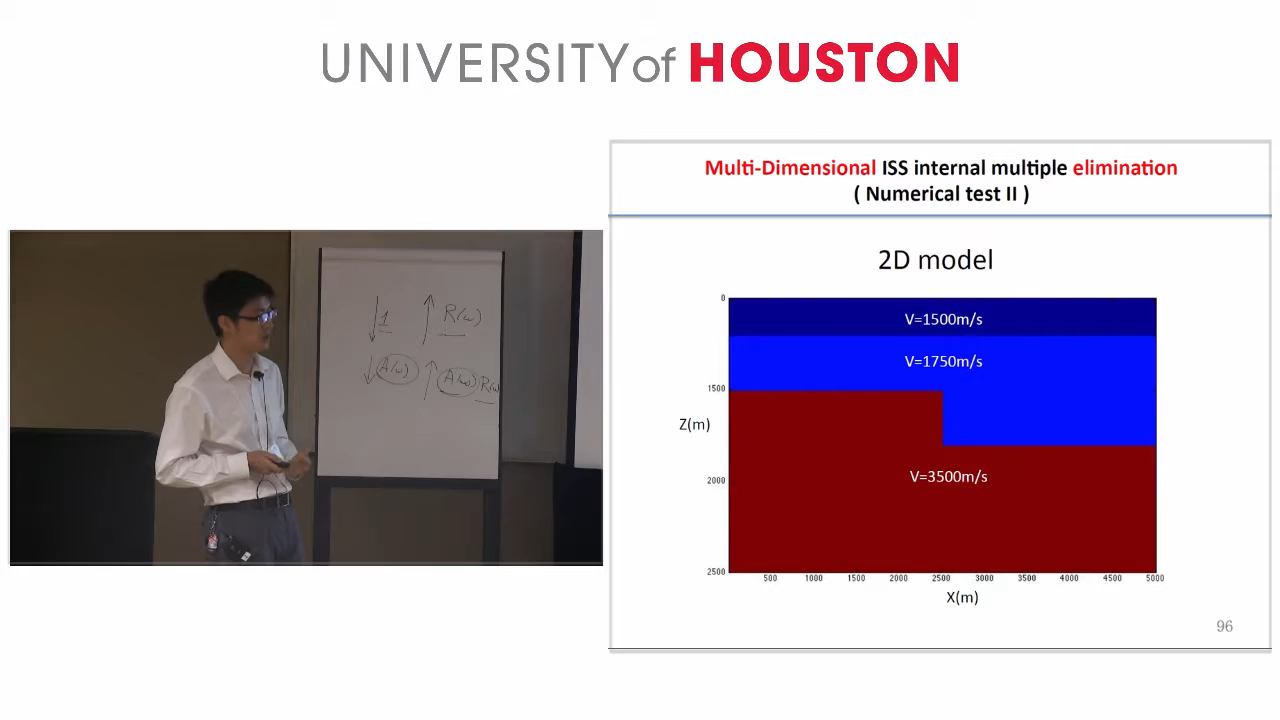 UNIVERSITY of HOUSTON
Multi-Dimensional ISS internal multiple elimination
( Numerical test II )
2D model
0
V=1500m/s
V=1750m/s
1500
Z(m)
V=3500m/s
2000
2500
500 1000 1500 2000 2500 3000 3500 4000 4500 5000
X(m)
96
1 R(ω)
A(ω) A(ω) R(ω)